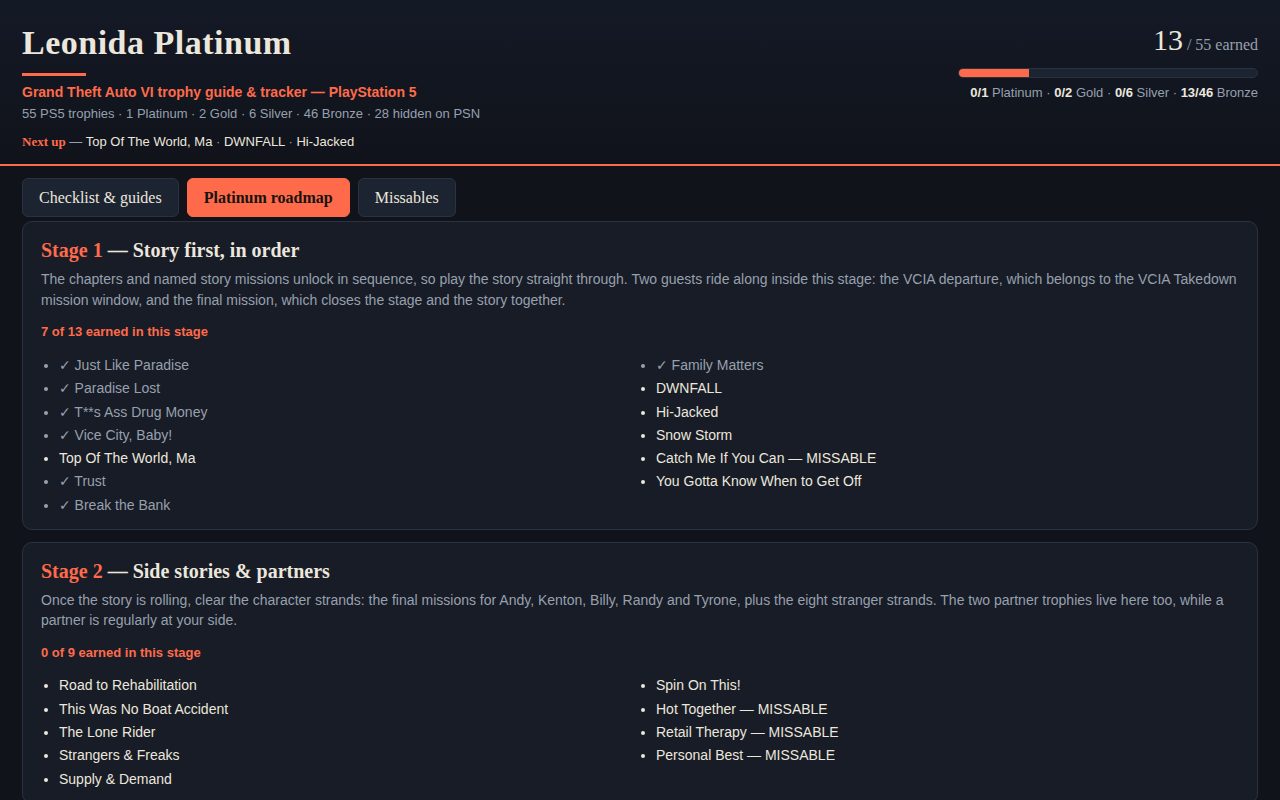 Leonida Platinum
Grand Theft Auto VI trophy guide & tracker — PlayStation 5
55 PS5 trophies · 1 Platinum · 2 Gold · 6 Silver · 46 Bronze · 28 hidden on PSN
Next up — Top Of The World, Ma · DWNFALL · Hi-Jacked
13 / 55 earned
0/1 Platinum · 0/2 Gold · 0/6 Silver · 13/46 Bronze
Checklist & guides
Platinum roadmap
Missables
Stage 1 — Story first, in order
The chapters and named story missions unlock in sequence, so play the story straight through. Two guests ride along inside this stage: the VCIA departure, which belongs to the VCIA Takedown
mission window, and the final mission, which closes the stage and the story together.
7 of 13 earned in this stage
• ✓ Just Like Paradise
• ✓ Paradise Lost
• ✓ T**s Ass Drug Money
• ✓ Vice City, Baby!
• Top Of The World, Ma
• ✓ Trust
• ✓ Break the Bank
• ✓ Family Matters
• DWNFALL
• Hi-Jacked
• Snow Storm
• Catch Me If You Can — MISSABLE
• You Gotta Know When to Get Off
Stage 2 — Side stories & partners
Once the story is rolling, clear the character strands: the final missions for Andy, Kenton, Billy, Randy and Tyrone, plus the eight stranger strands. The two partner trophies live here too, while a
partner is regularly at your side.
0 of 9 earned in this stage
• Road to Rehabilitation
• This Was No Boat Accident
• The Lone Rider
• Strangers & Freaks
• Supply & Demand
• Spin On This!
• Hot Together — MISSABLE
• Retail Therapy — MISSABLE
• Personal Best — MISSABLE